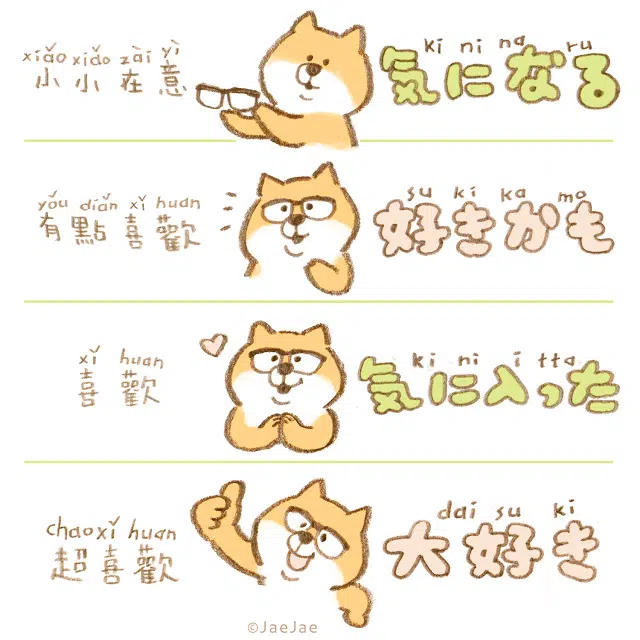 xiǎo xiǎo zài yì
小小在意
ki ni na ru
気になる
yǒu diǎn xǐ huan
有點喜歡
su ki ka mo
好きかも
xǐ huan
喜歡
ki ni i tta
気に入った
chao xǐ huan
超喜歡
dai su ki
大好き
©JaeJae